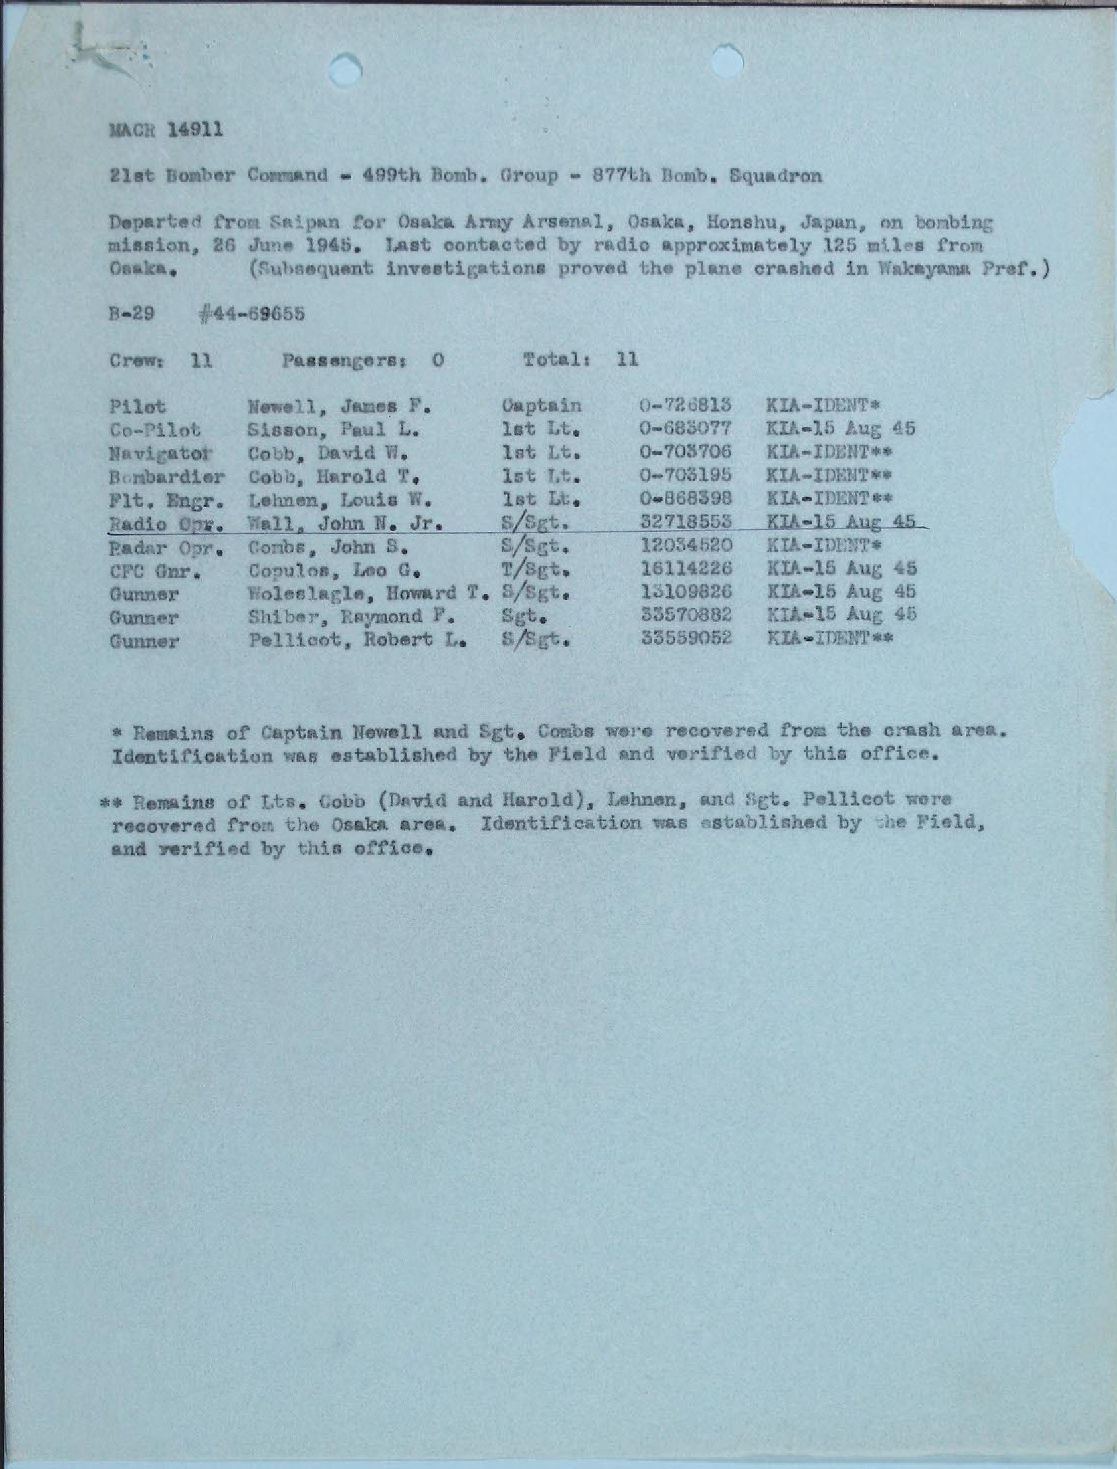 MACR 14911
21st Bomber Command - 499th Bomb. Group - 877th Bomb. Squadron
Departed from Saipan for Osaka Army Arsenal, Osaka, Honshu, Japan, on bombing
mission, 26 June 1945. Last contacted by radio approximately 125 miles from
Osaka. (Subsequent investigations proved the plane crashed in Wakayama Pref.)
B-29 #44-69655
Crew: 11 Passengers: 0 Total: 11
Pilot Newell, James F. Captain O-726813 KIA-IDENT*
Co-Pilot Sisson, Paul L. 1st Lt. O-683077 KIA-15 Aug 45
Navigator Cobb, David W. 1st Lt. O-703706 KIA-IDENT**
Bombardier Cobb, Harold T. 1st Lt. O-703195 KIA-IDENT**
Flt. Engr. Lehnen, Louis W. 1st Lt. O-868398 KIA-IDENT**
Radio Opr. Wall, John N. Jr. S/Sgt. 32718553 KIA-15 Aug 45
Radar Opr. Combs, John S. S/Sgt. 12034520 KIA-IDENT*
CFC Gnr. Copulos, Leo G. T/Sgt. 16114226 KIA-15 Aug 45
Gunner Woleslagle, Howard T. S/Sgt. 13109826 KIA-15 Aug 45
Gunner Shiber, Raymond F. Sgt. 33570882 KIA-15 Aug 45
Gunner Pellicot, Robert L. S/Sgt. 33559052 KIA-IDENT**
* Remains of Captain Newell and Sgt. Combs were recovered from the crash area.
Identification was established by the Field and verified by this office.
** Remains of Lts. Cobb (David and Harold), Lehnen, and Sgt. Pellicot were
recovered from the Osaka area. Identification was established by the Field,
and verified by this office.